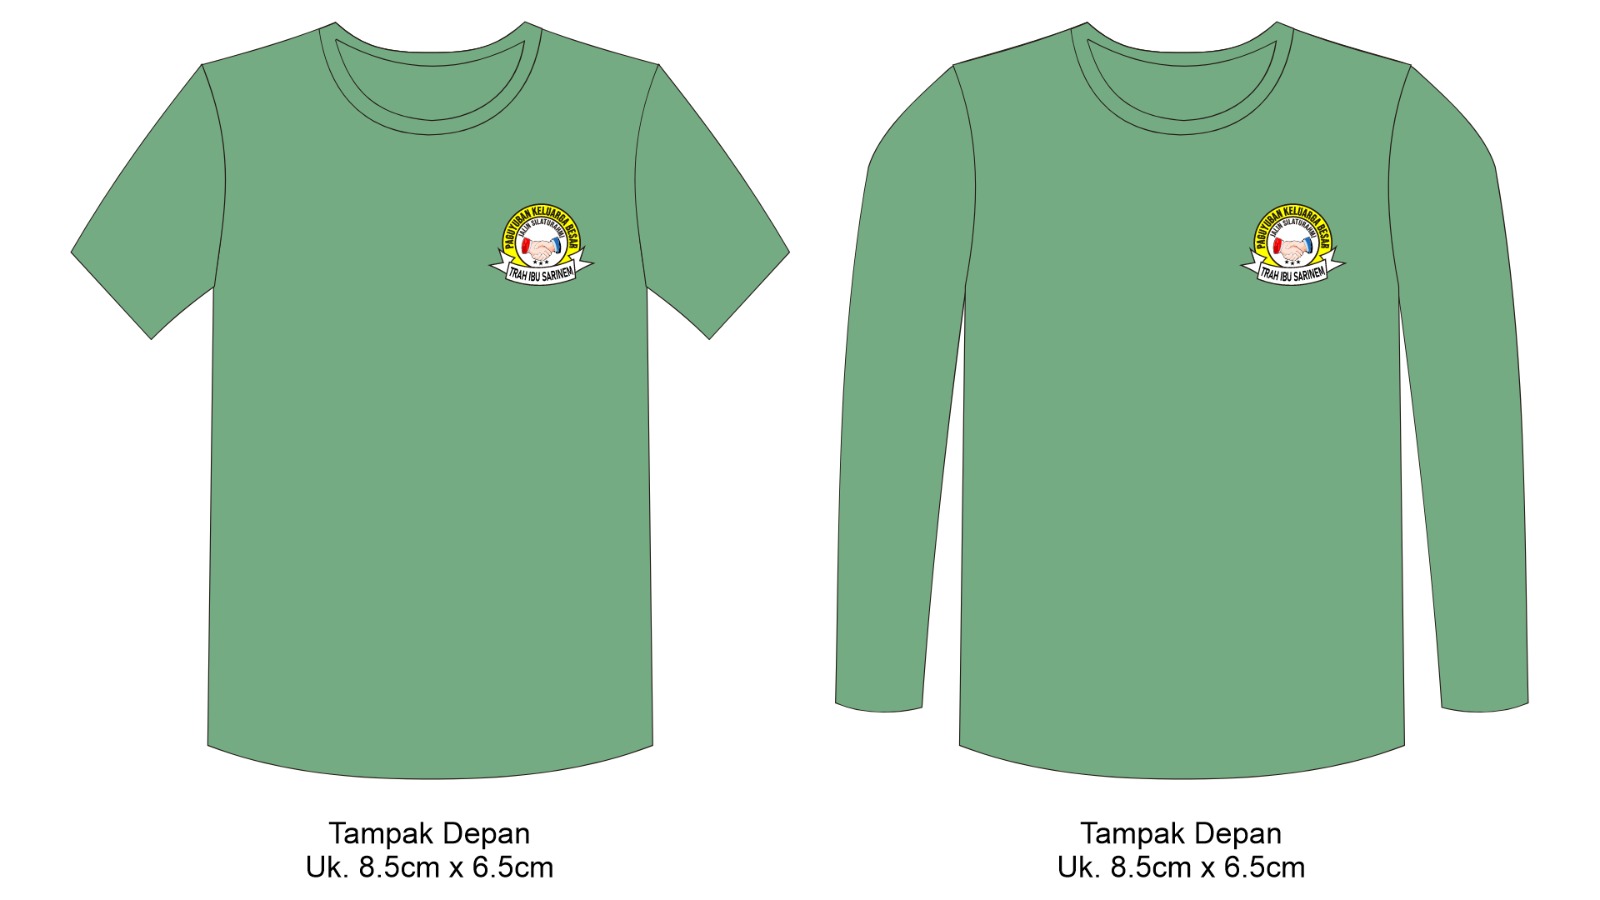 PAGUYUBAN KELUARGA BESAR
JALIN SILATURAHMI
TRAH IBU SARINEM
PAGUYUBAN KELUARGA BESAR
JALIN SILATURAHMI
TRAH IBU SARINEM
Tampak Depan
Uk. 8.5cm x 6.5cm
Tampak Depan
Uk. 8.5cm x 6.5cm